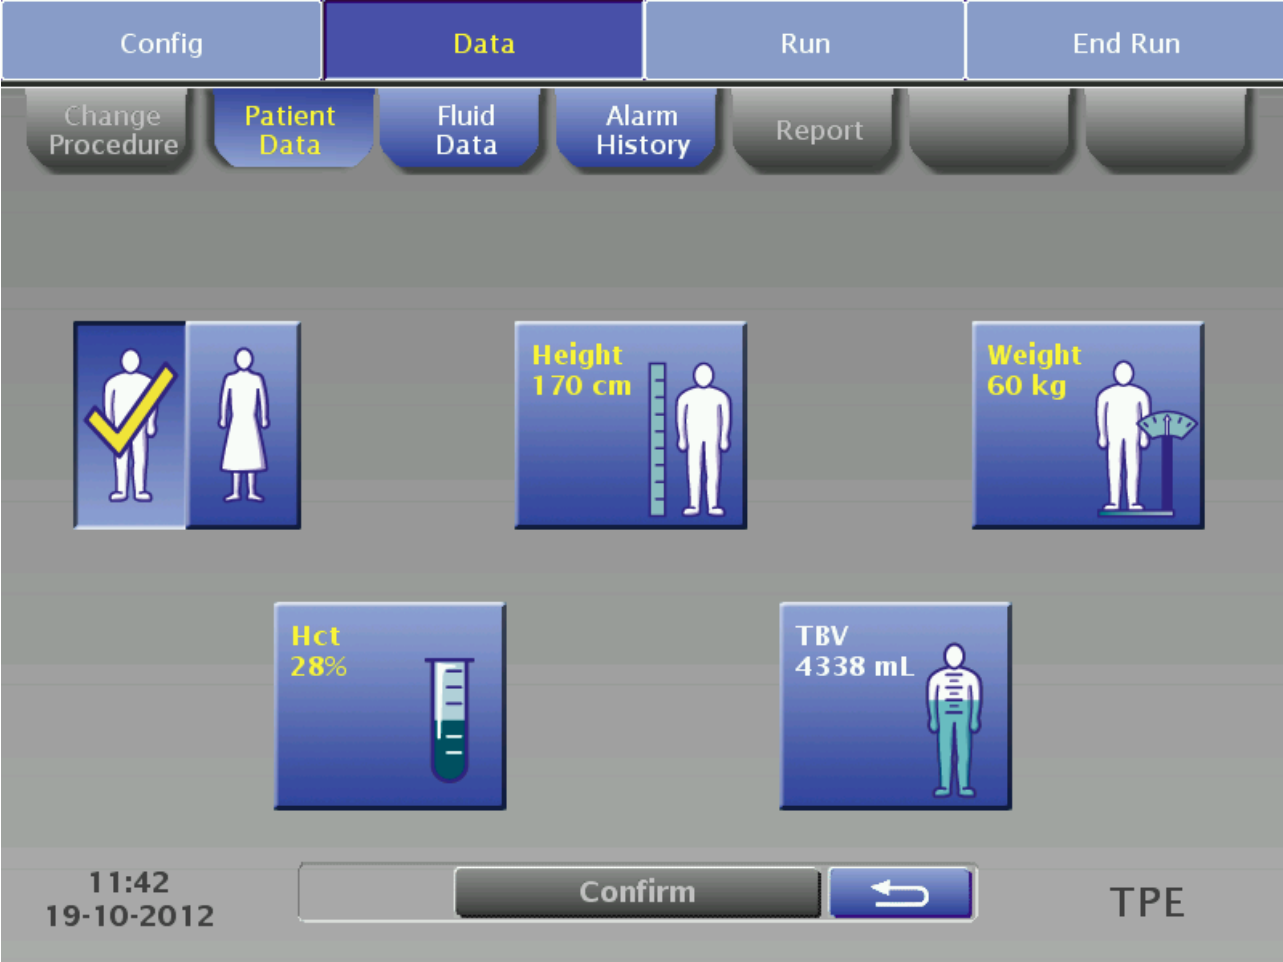 Config
Data
Run
End Run
Change
Procedure
Patient
Data
Fluid
Data
Alarm
History
Report
Height
170 cm
Weight
60 kg
Hct
28%
TBV
4338 mL
11:42
19-10-2012
Confirm
TPE